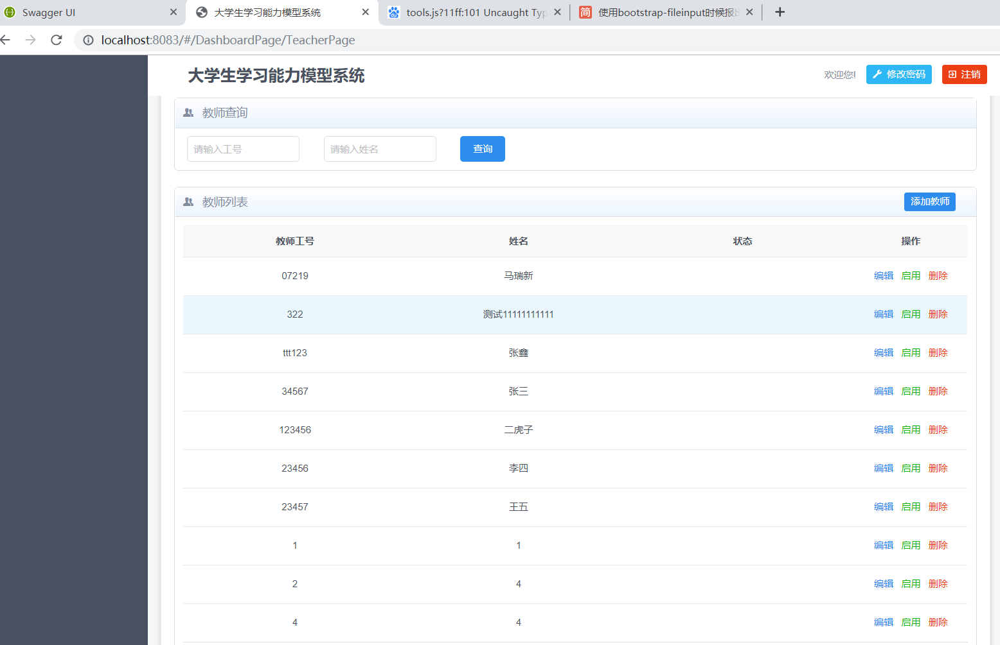 Swagger UI
大学生学习能力模型系统
tools.js?11ff:101 Uncaught Typ
使用bootstrap-fileinput时候报
localhost:8083/#/DashboardPage/TeacherPage
大学生学习能力模型系统
欢迎您!
修改密码
注销
教师查询
请输入工号
请输入姓名
查询
教师列表
添加教师
教师工号 姓名 状态 操作
07219 马瑞新 编辑 启用 删除
322 测试11111111111 编辑 启用 删除
ttt123 张鑫 编辑 启用 删除
34567 张三 编辑 启用 删除
123456 二虎子 编辑 启用 删除
23456 李四 编辑 启用 删除
23457 王五 编辑 启用 删除
1 1 编辑 启用 删除
2 4 编辑 启用 删除
4 4 编辑 启用 删除